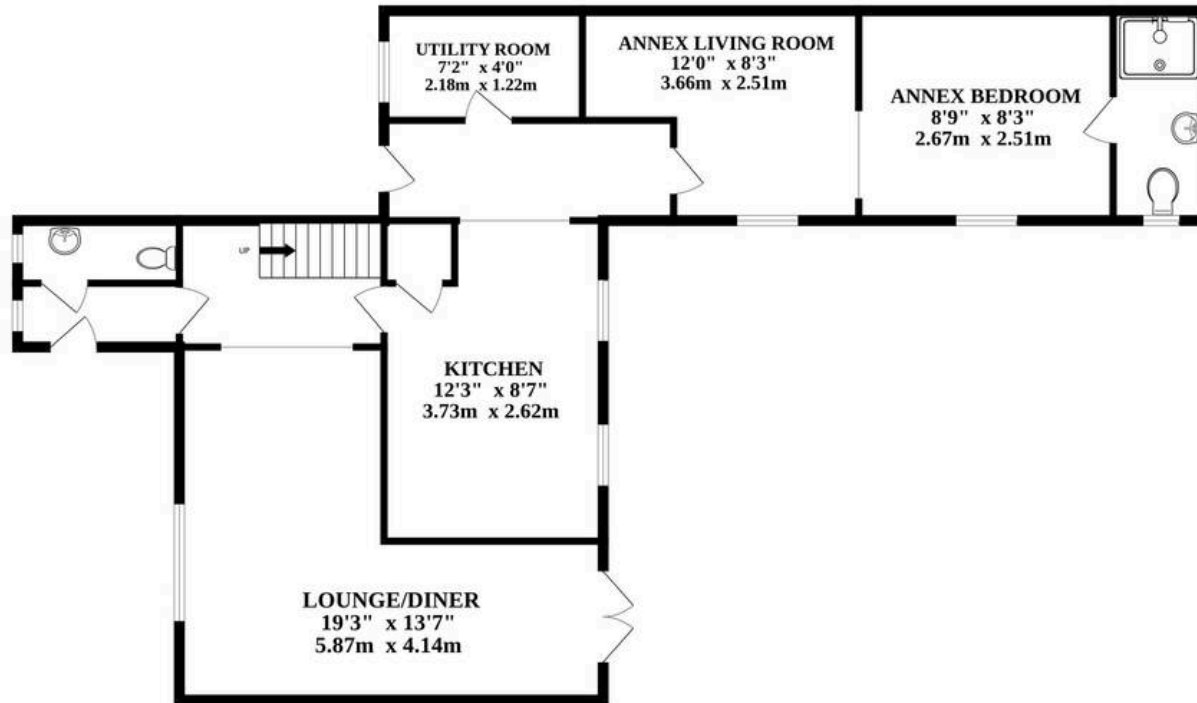 UTILITY ROOM
7'2" x 4'0"
2.18m x 1.22m
ANNEX LIVING ROOM
12'0" x 8'3"
3.66m x 2.51m
ANNEX BEDROOM
8'9" x 8'3"
2.67m x 2.51m
UP
KITCHEN
12'3" x 8'7"
3.73m x 2.62m
LOUNGE/DINER
19'3" x 13'7"
5.87m x 4.14m